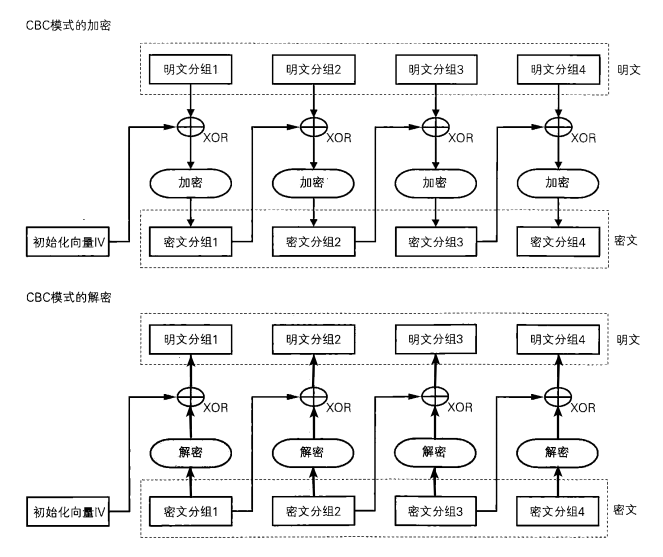 CBC模式的加密
明文分组1 明文分组2 明文分组3 明文分组4 明文
XOR XOR XOR XOR
加密 加密 加密 加密
初始化向量IV 密文分组1 密文分组2 密文分组3 密文分组4 密文
CBC模式的解密
明文分组1 明文分组2 明文分组3 明文分组4 明文
XOR XOR XOR XOR
解密 解密 解密 解密
初始化向量IV 密文分组1 密文分组2 密文分组3 密文分组4 密文